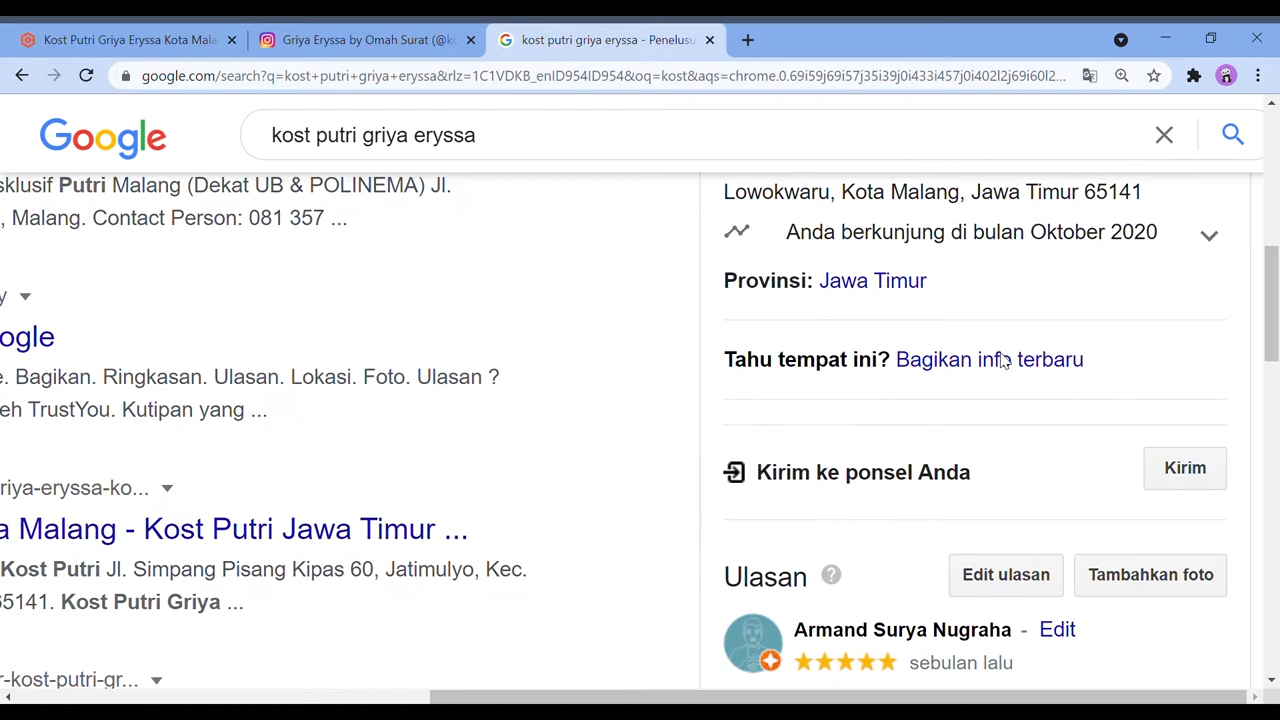 Kost Putri Griya Eryssa Kota Mala
Griya Eryssa by Omah Surat (@ko
kost putri griya eryssa - Penelusu
google.com/search?q=kost+putri+griya+eryssa&rlz=1C1VDKB_enID954ID954&oq=kost&aqs=chrome.0.69i59j69i57j35i39j0i433i457j0i402l2j69i60l2...
Google
kost putri griya eryssa
sklusif Putri Malang (Dekat UB & POLINEMA) Jl.
, Malang. Contact Person: 081 357 ...
y
ogle
e. Bagikan. Ringkasan. Ulasan. Lokasi. Foto. Ulasan ?
eh TrustYou. Kutipan yang ...
riya-eryssa-ko...
a Malang - Kost Putri Jawa Timur ...
Kost Putri Jl. Simpang Pisang Kipas 60, Jatimulyo, Kec.
65141. Kost Putri Griya ...
-kost-putri-gr...
Lowokwaru, Kota Malang, Jawa Timur 65141
Anda berkunjung di bulan Oktober 2020
Provinsi: Jawa Timur
Tahu tempat ini? Bagikan info terbaru
Kirim ke ponsel Anda
Kirim
Ulasan ?
Edit ulasan
Tambahkan foto
Armand Surya Nugraha - Edit
sebulan lalu